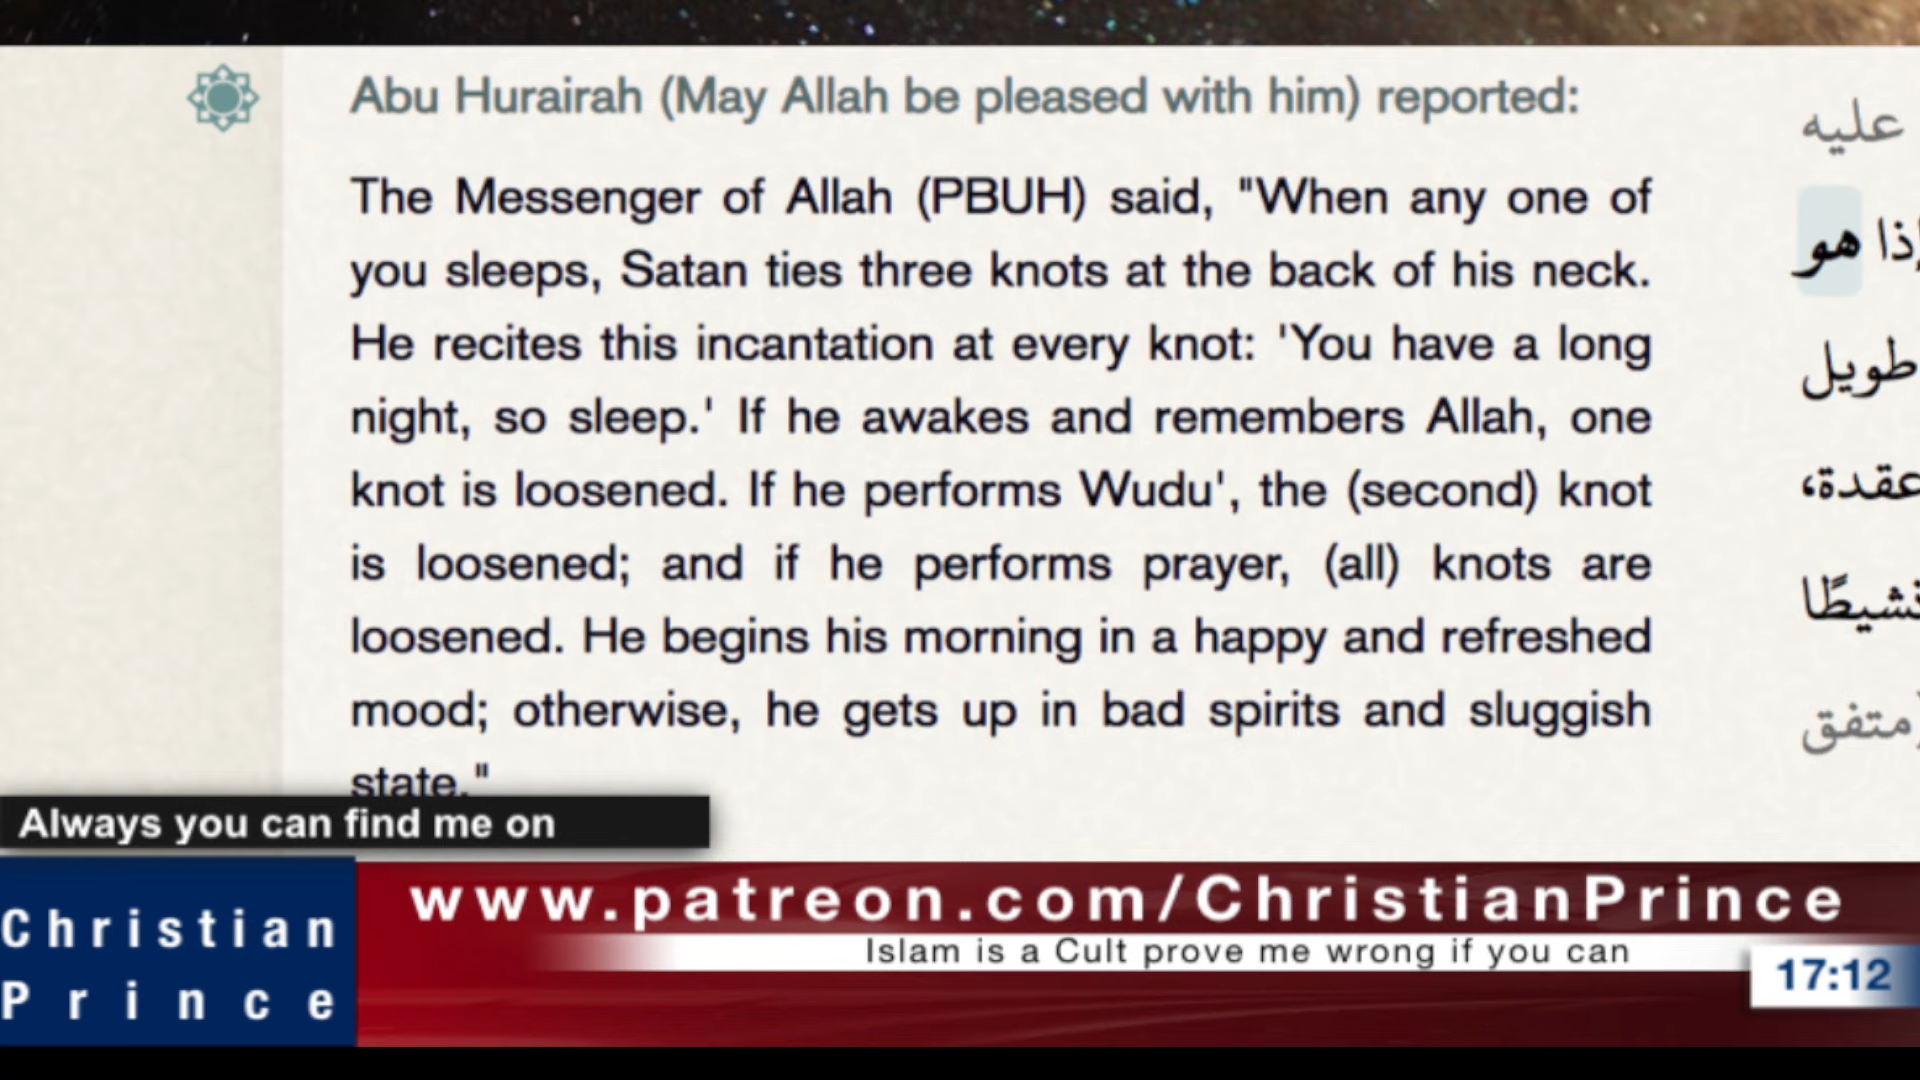 Abu Hurairah (May Allah be pleased with him) reported:
The Messenger of Allah (PBUH) said, "When any one of
you sleeps, Satan ties three knots at the back of his neck.
He recites this incantation at every knot: 'You have a long
night, so sleep.' If he awakes and remembers Allah, one
knot is loosened. If he performs Wudu', the (second) knot
is loosened; and if he performs prayer, (all) knots are
loosened. He begins his morning in a happy and refreshed
mood; otherwise, he gets up in bad spirits and sluggish
state."
عليه
إذا هو
طويل
عقدة،
متفق
Always you can find me on
Christian
Prince
www.patreon.com/ChristianPrince
Islam is a Cult prove me wrong if you can
17:12